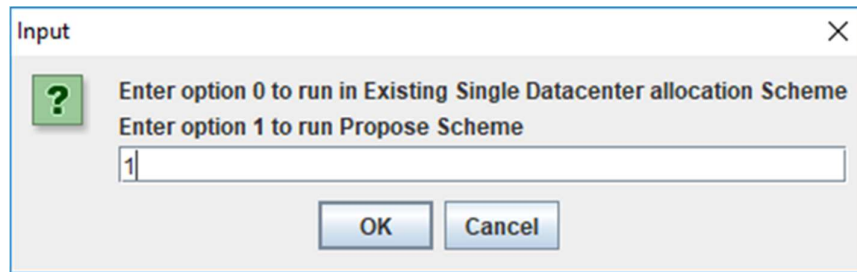 Input
Enter option 0 to run in Existing Single Datacenter allocation Scheme
Enter option 1 to run Propose Scheme
1
OK Cancel